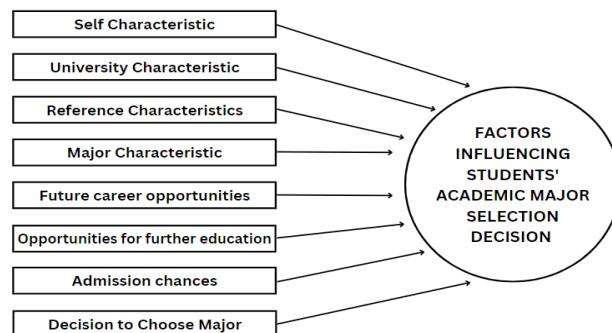 Self Characteristic
University Characteristic
Reference Characteristics
Major Characteristic
Future career opportunities
Opportunities for further education
Admission chances
Decision to Choose Major
FACTORS
INFLUENCING
STUDENTS'
ACADEMIC MAJOR
SELECTION
DECISION